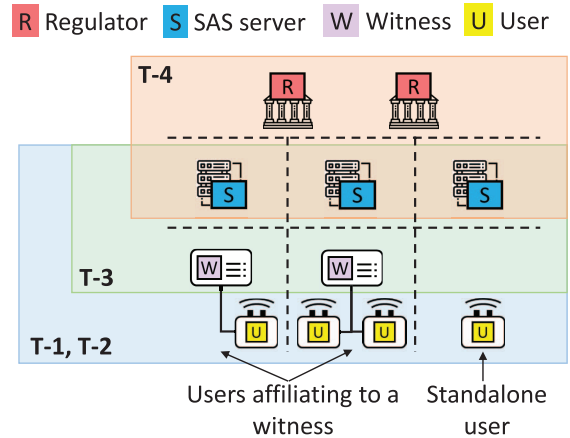 R Regulator S SAS server W Witness U User
T-4
R R
S S S
W W
T-3
U U U U
T-1, T-2
Users affiliating to a
witness
Standalone
user